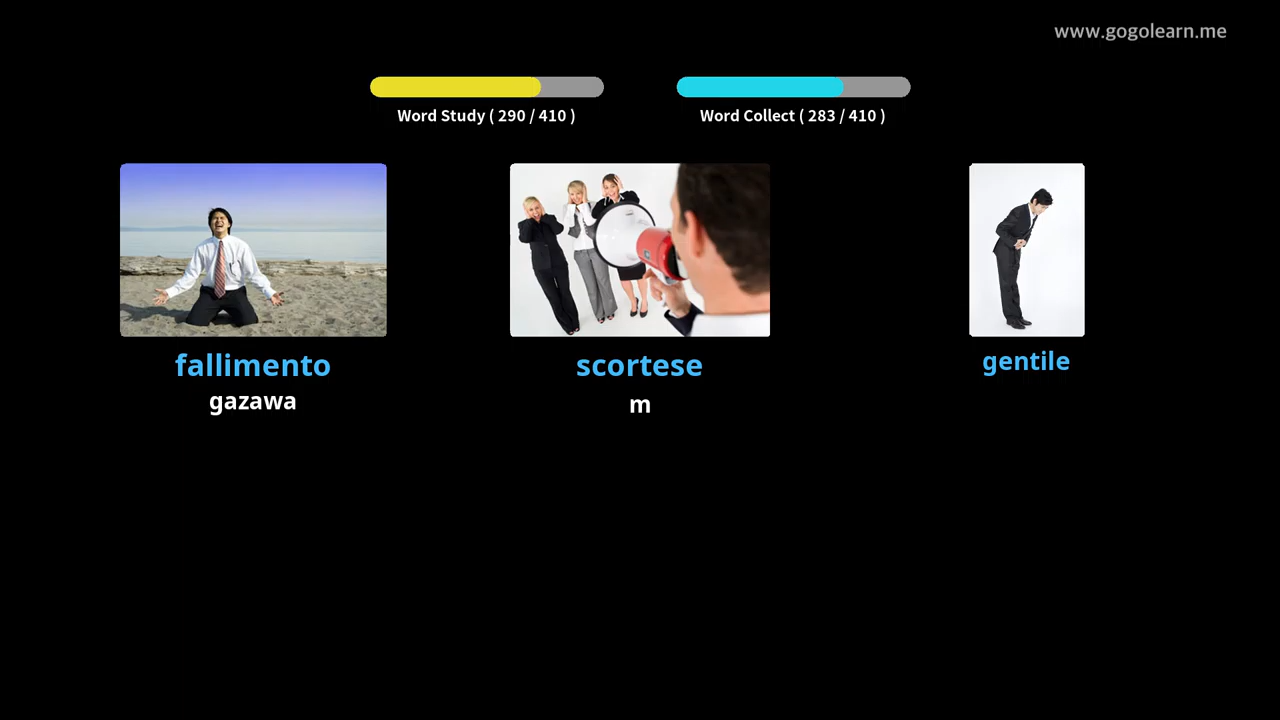 www.gogolearn.me
Word Study ( 290 / 410 )
Word Collect ( 283 / 410 )
fallimento
gazawa
scortese
m
gentile